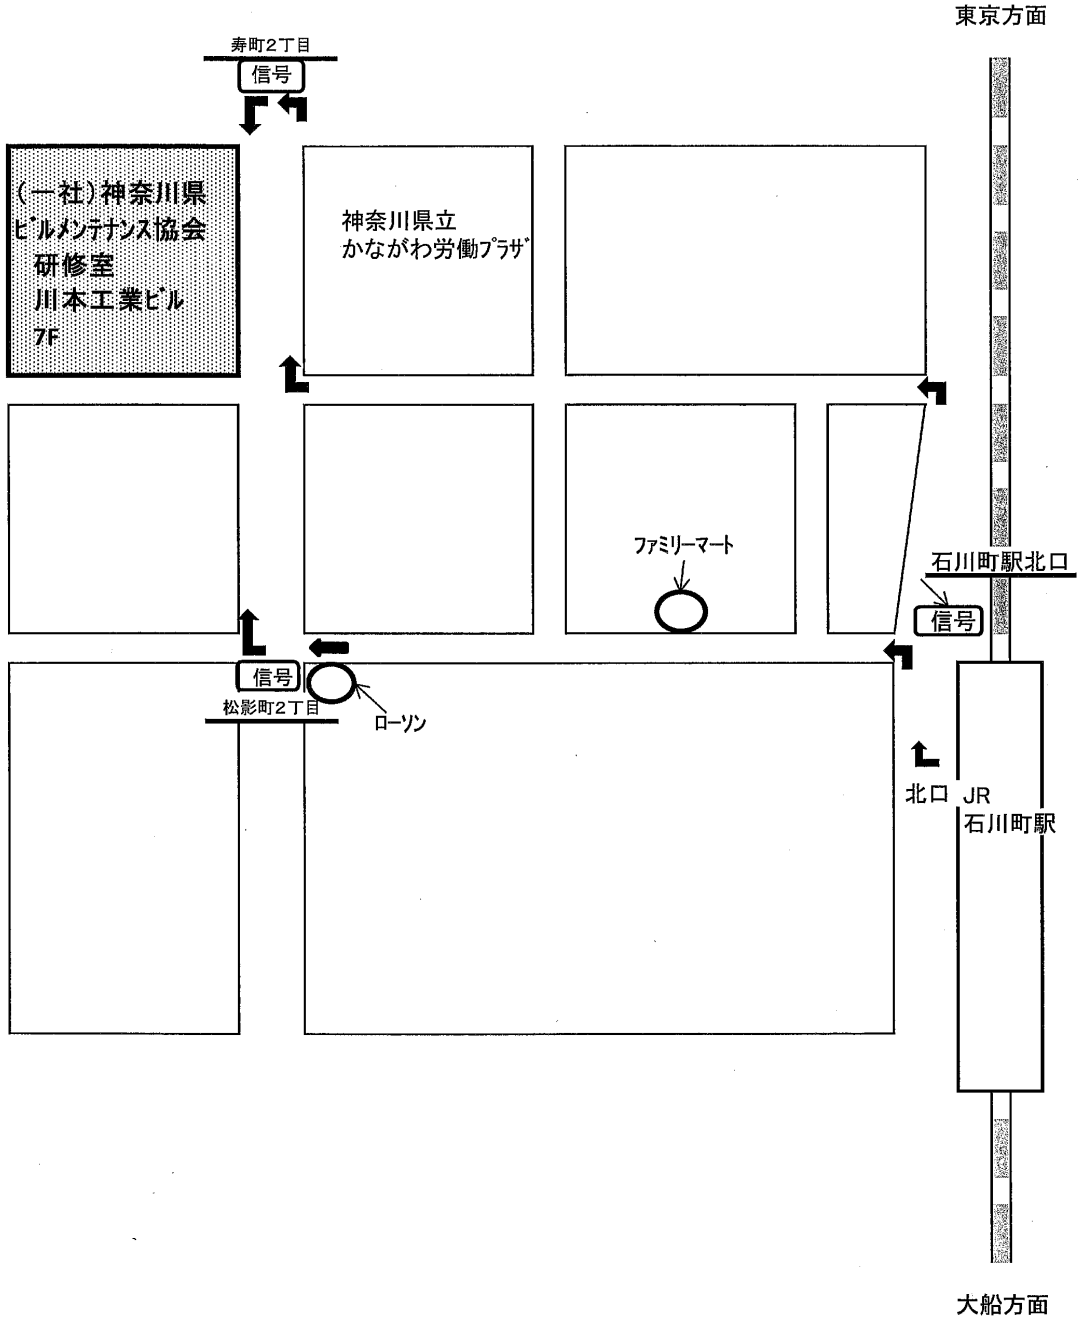 東京方面
寿町2丁目
信号
(一社)神奈川県
ﾋﾞﾙﾒﾝﾃﾅﾝｽ協会
研修室
川本工業ﾋﾞﾙ
7F
神奈川県立
かながわ労働ﾌﾟﾗｻﾞ
ﾌｧﾐﾘｰﾏｰﾄ
石川町駅北口
信号
信号
松影町2丁目
ﾛｰｿﾝ
北口
JR
石川町駅
大船方面